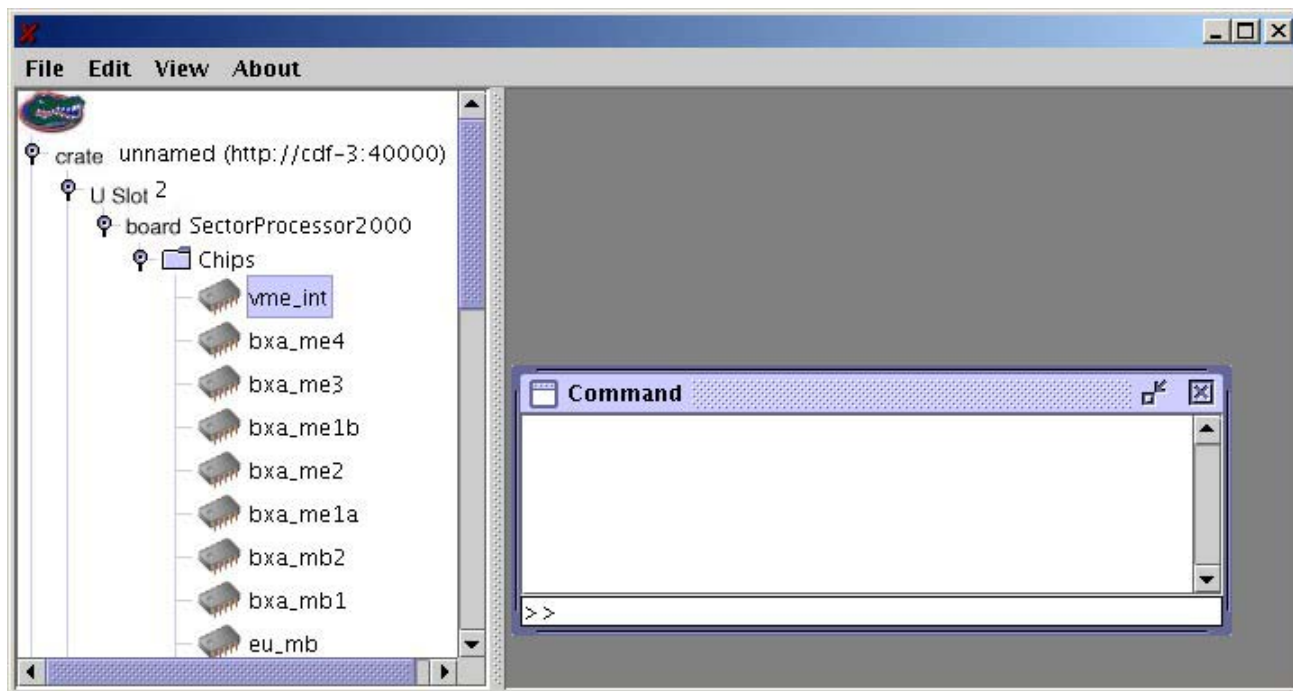 File Edit View About
crate unnamed (http://cdf-3:40000)
U Slot 2
board SectorProcessor2000
Chips
vme_int
bxa_me4
bxa_me3
bxa_me1b
bxa_me2
bxa_me1a
bxa_mb2
bxa_mb1
eu_mb
Command
>>